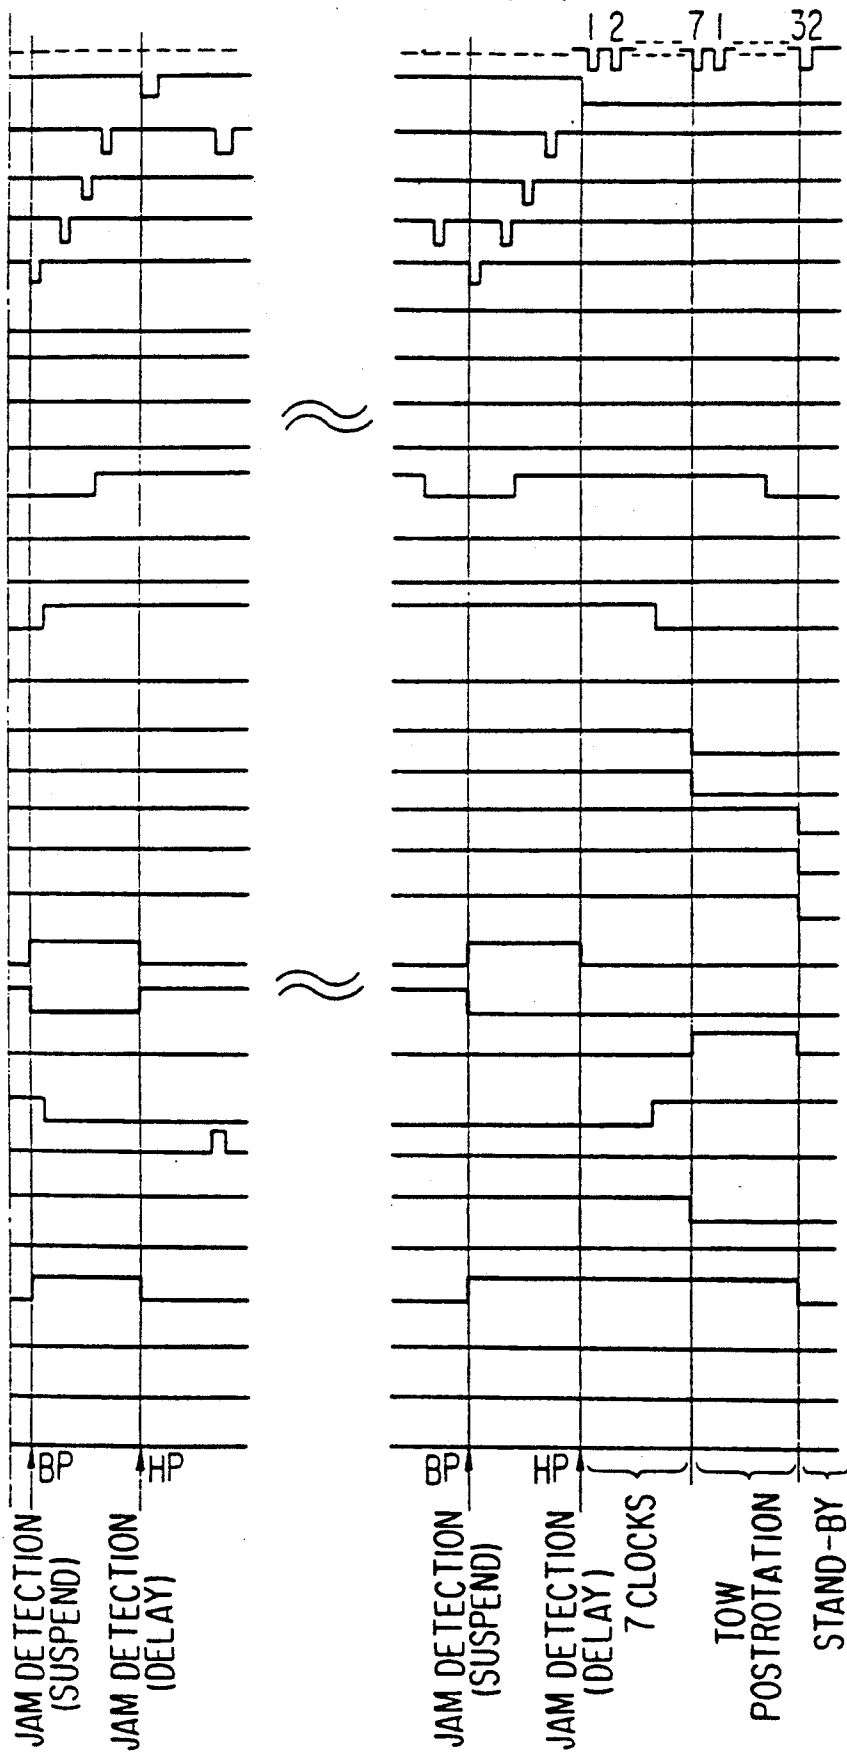 1 2 ----- 7 1 ----- 32
BP
HP
BP
HP
JAM DETECTION
(SUSPEND)
JAM DETECTION
(DELAY)
JAM DETECTION
(SUSPEND)
JAM DETECTION
(DELAY)
7 CLOCKS
TOW
POSTROTATION
STAND-BY